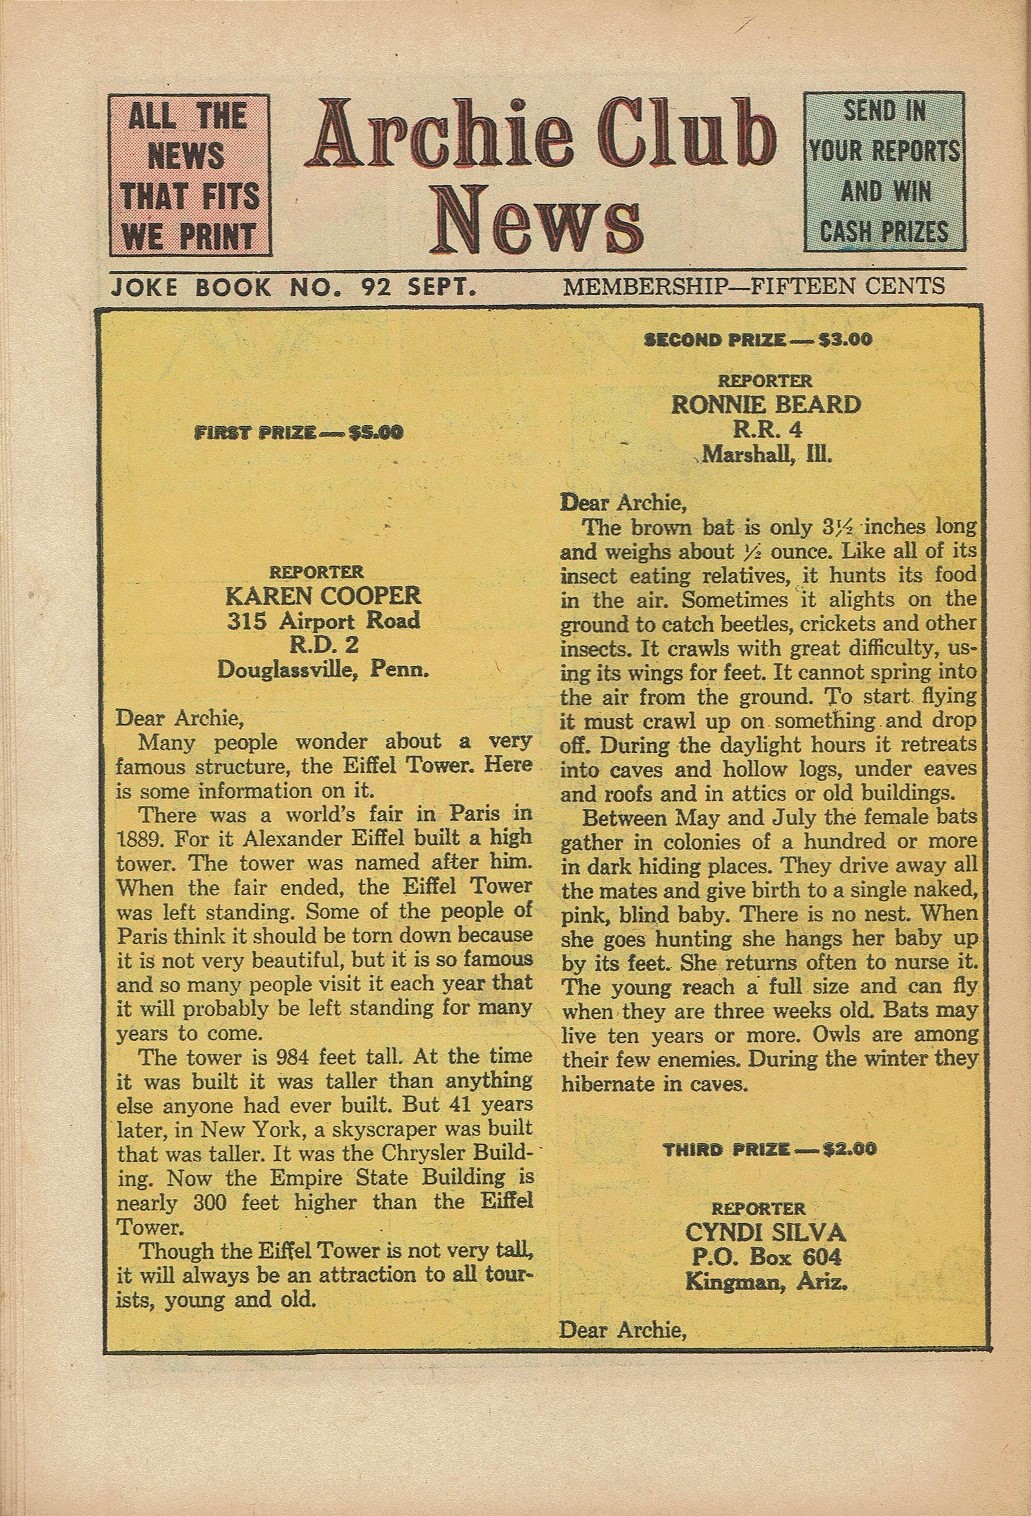 ALL THE
NEWS
THAT FITS
WE PRINT
Archie Club
News
SEND IN
YOUR REPORTS
AND WIN
CASH PRIZES
JOKE BOOK NO. 92 SEPT.
MEMBERSHIP—FIFTEEN CENTS
FIRST PRIZE — $5.00
REPORTER
KAREN COOPER
315 Airport Road
R.D. 2
Douglassville, Penn.
Dear Archie,
Many people wonder about a very
famous structure, the Eiffel Tower. Here
is some information on it.
There was a world's fair in Paris in
1889. For it Alexander Eiffel built a high
tower. The tower was named after him.
When the fair ended, the Eiffel Tower
was left standing. Some of the people of
Paris think it should be torn down because
it is not very beautiful, but it is so famous
and so many people visit it each year that
it will probably be left standing for many
years to come.
The tower is 984 feet tall. At the time
it was built it was taller than anything
else anyone had ever built. But 41 years
later, in New York, a skyscraper was built
that was taller. It was the Chrysler Build-
ing. Now the Empire State Building is
nearly 300 feet higher than the Eiffel
Tower.
Though the Eiffel Tower is not very tall,
it will always be an attraction to all tour-
ists, young and old.
SECOND PRIZE — $3.00
REPORTER
RONNIE BEARD
R.R. 4
Marshall, Ill.
Dear Archie,
The brown bat is only 3½ inches long
and weighs about ½ ounce. Like all of its
insect eating relatives, it hunts its food
in the air. Sometimes it alights on the
ground to catch beetles, crickets and other
insects. It crawls with great difficulty, us-
ing its wings for feet. It cannot spring into
the air from the ground. To start flying
it must crawl up on something and drop
off. During the daylight hours it retreats
into caves and hollow logs, under eaves
and roofs and in attics or old buildings.
Between May and July the female bats
gather in colonies of a hundred or more
in dark hiding places. They drive away all
the mates and give birth to a single naked,
pink, blind baby. There is no nest. When
she goes hunting she hangs her baby up
by its feet. She returns often to nurse it.
The young reach a full size and can fly
when they are three weeks old. Bats may
live ten years or more. Owls are among
their few enemies. During the winter they
hibernate in caves.
THIRD PRIZE — $2.00
REPORTER
CYNDI SILVA
P.O. Box 604
Kingman, Ariz.
Dear Archie,